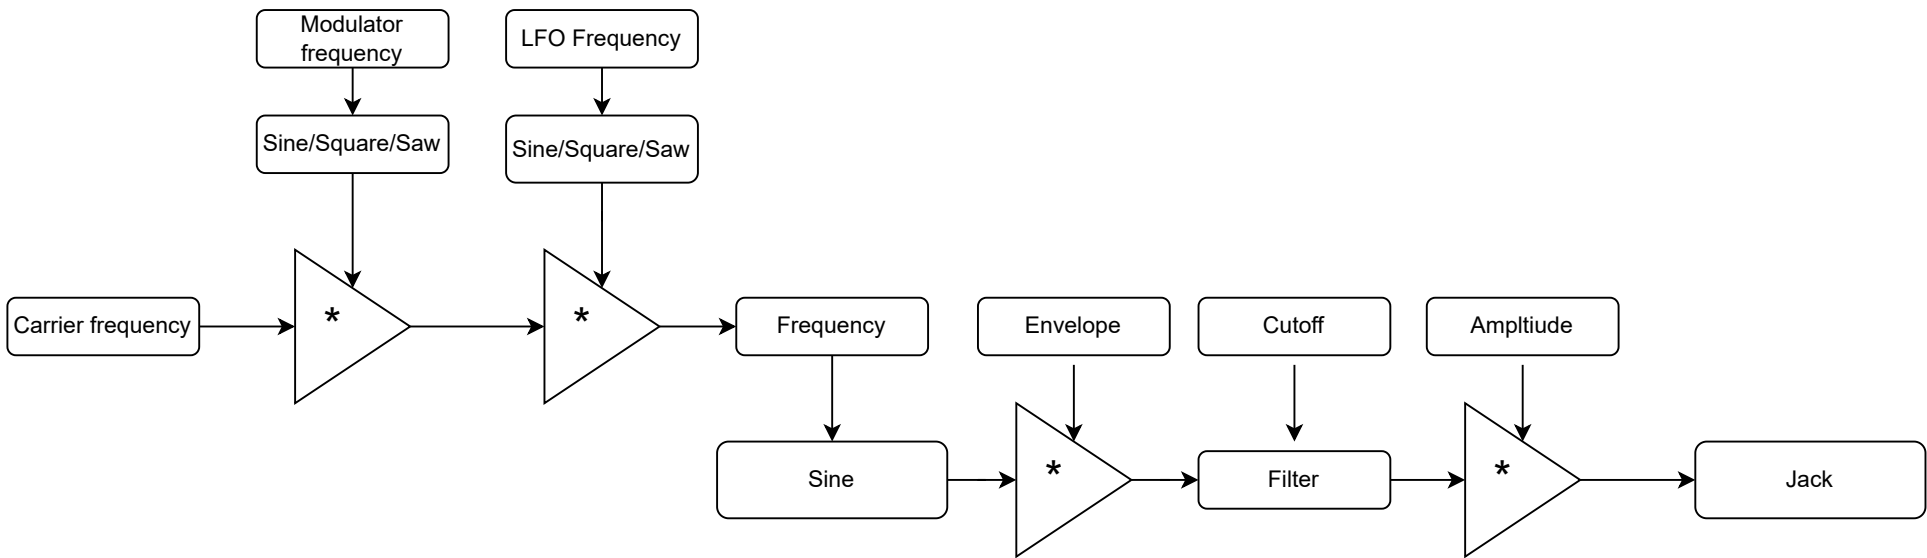 Modulator
frequency
LFO Frequency
Sine/Square/Saw
Sine/Square/Saw
Carrier frequency
*
*
Frequency
Envelope
Cutoff
Ampltiude
Sine
*
Filter
*
Jack